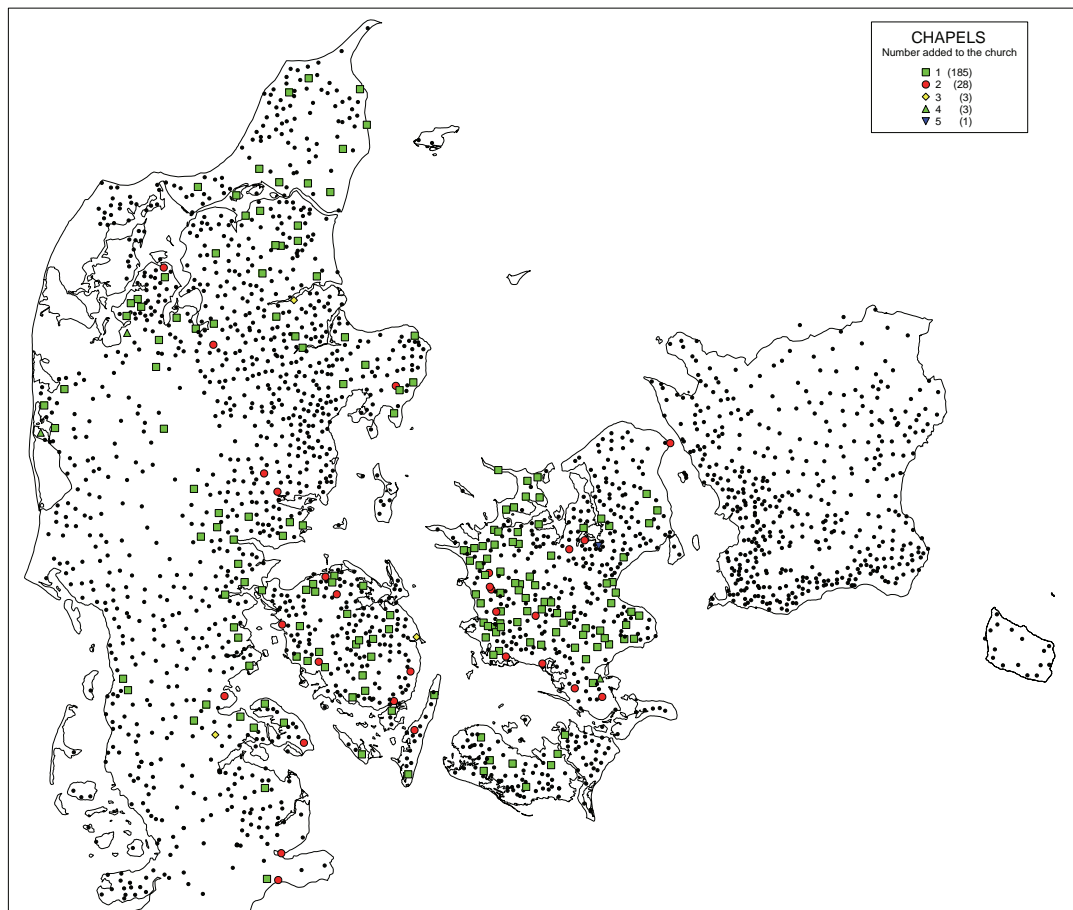 CHAPELS
Number added to the church
1 (185)
2 (28)
3 (3)
4 (3)
5 (1)